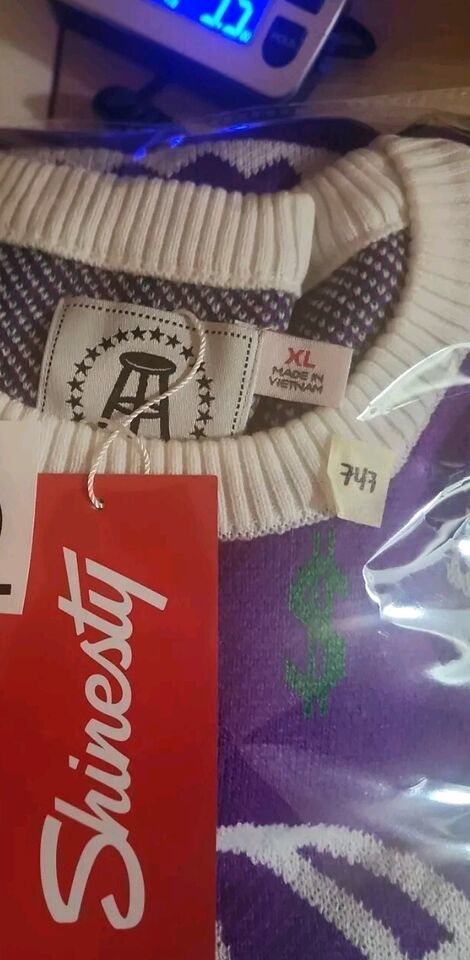 XL
MADE IN
VIETNAM
747
$
Shinesty